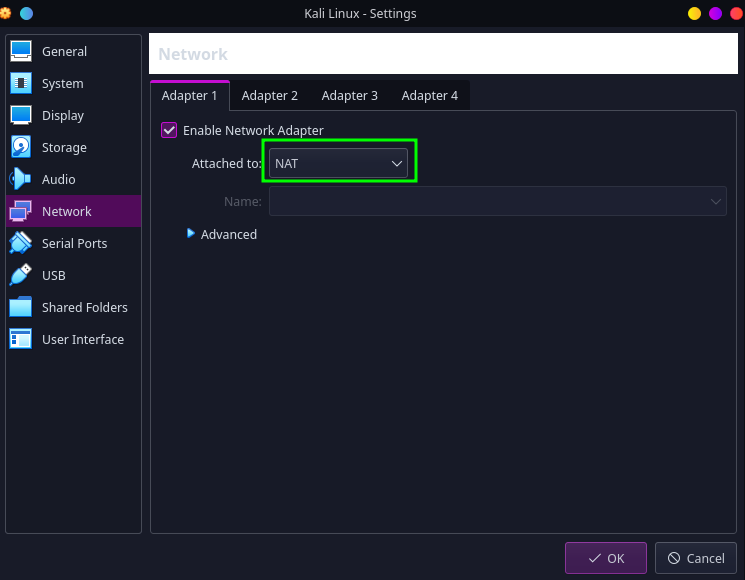 Kali Linux - Settings
General
System
Display
Storage
Audio
Network
Serial Ports
USB
Shared Folders
User Interface
Network
Adapter 1 Adapter 2 Adapter 3 Adapter 4
Enable Network Adapter
Attached to: NAT
Name:
Advanced
OK Cancel